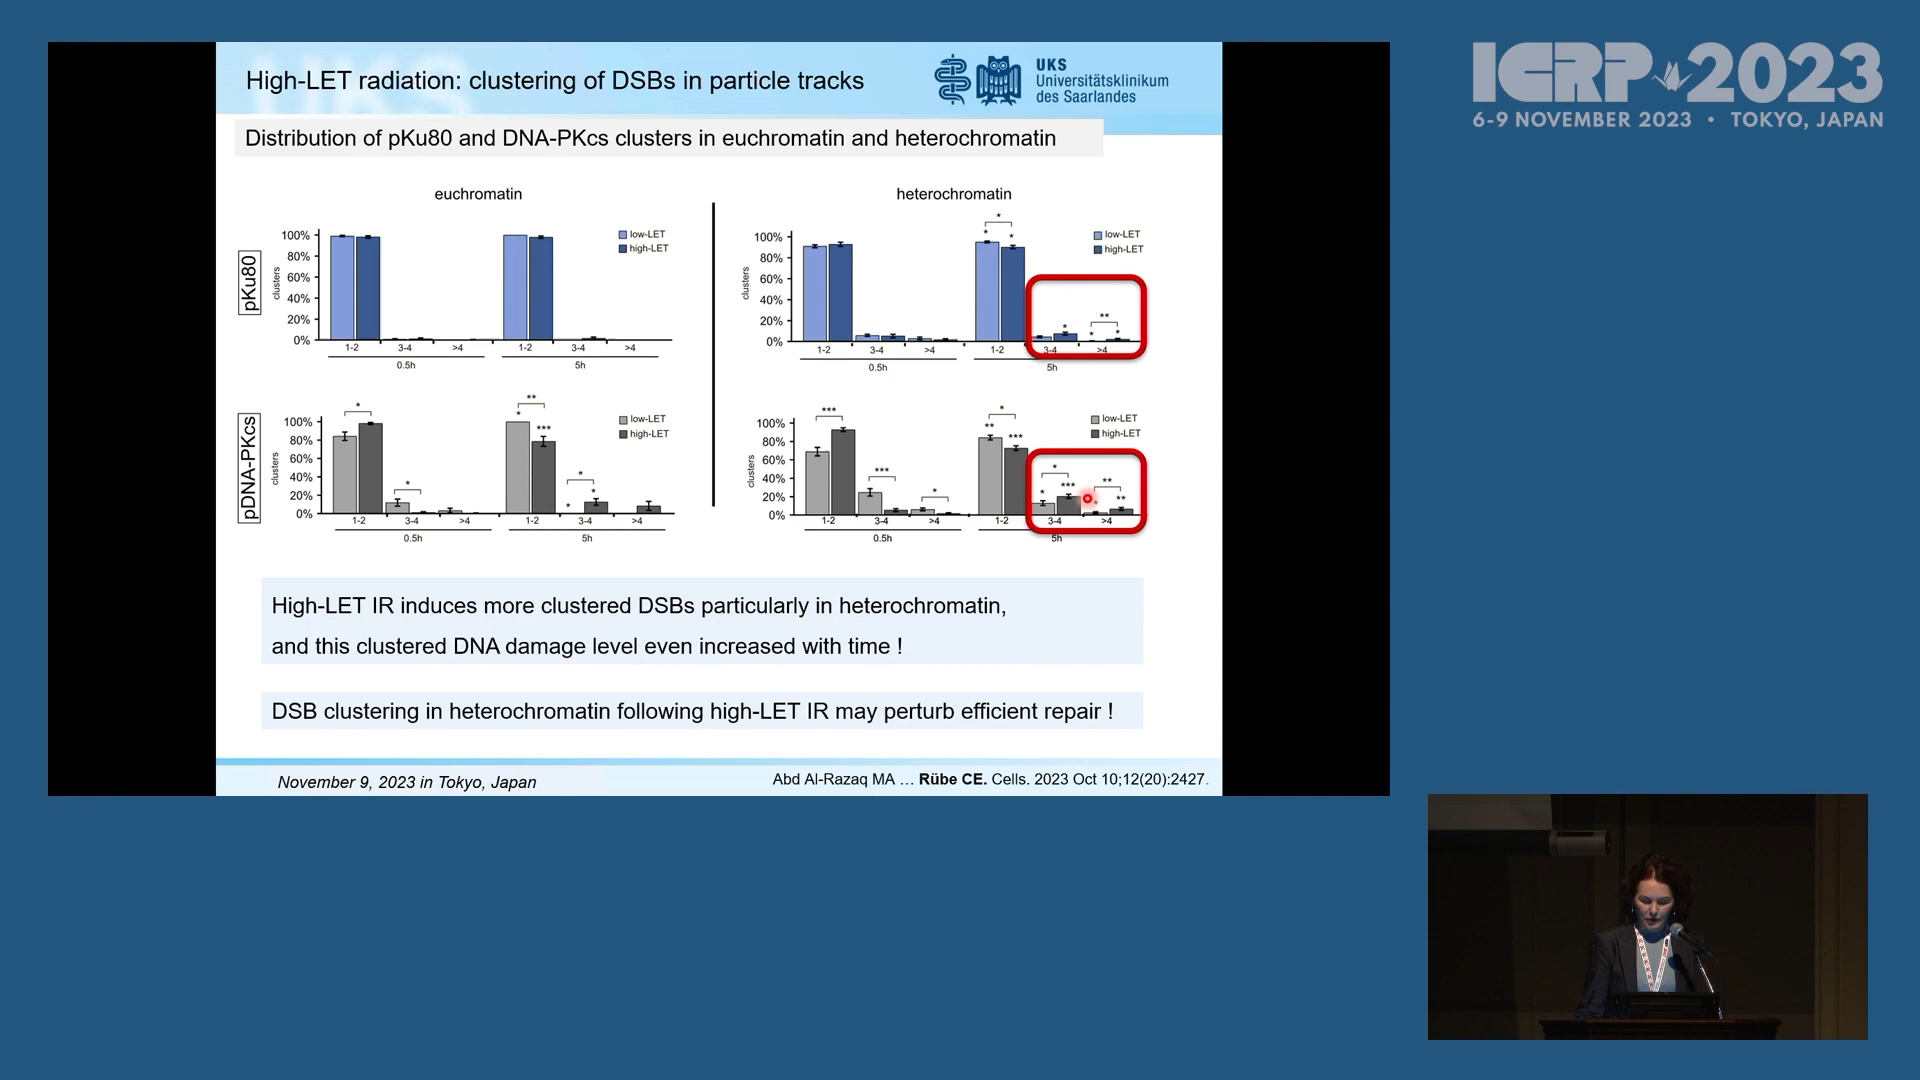 High-LET radiation: clustering of DSBs in particle tracks
UKS
Universitätsklinikum
des Saarlandes
ICRP 2023
6-9 NOVEMBER 2023 • TOKYO, JAPAN
Distribution of pKu80 and DNA-PKcs clusters in euchromatin and heterochromatin
euchromatin
heterochromatin
pKu80
clusters
100%
80%
60%
40%
20%
0%
low-LET
high-LET
1-2 3-4 >4 1-2 3-4 >4
0.5h 5h
clusters
100%
80%
60%
40%
20%
0%
* * *
* ** *
low-LET
high-LET
1-2 3-4 >4 1-2 3-4 >4
0.5h 5h
pDNA-PKcs
clusters
100%
80%
60%
40%
20%
0%
* * ** * *** * * *
low-LET
high-LET
1-2 3-4 >4 1-2 3-4 >4
0.5h 5h
clusters
100%
80%
60%
40%
20%
0%
*** *** * * ** *** * * *** ** * **
low-LET
high-LET
1-2 3-4 >4 1-2 3-4 >4
0.5h 5h
High-LET IR induces more clustered DSBs particularly in heterochromatin,
and this clustered DNA damage level even increased with time !
DSB clustering in heterochromatin following high-LET IR may perturb efficient repair !
November 9, 2023 in Tokyo, Japan
Abd Al-Razaq MA … Rübe CE. Cells. 2023 Oct 10;12(20):2427.